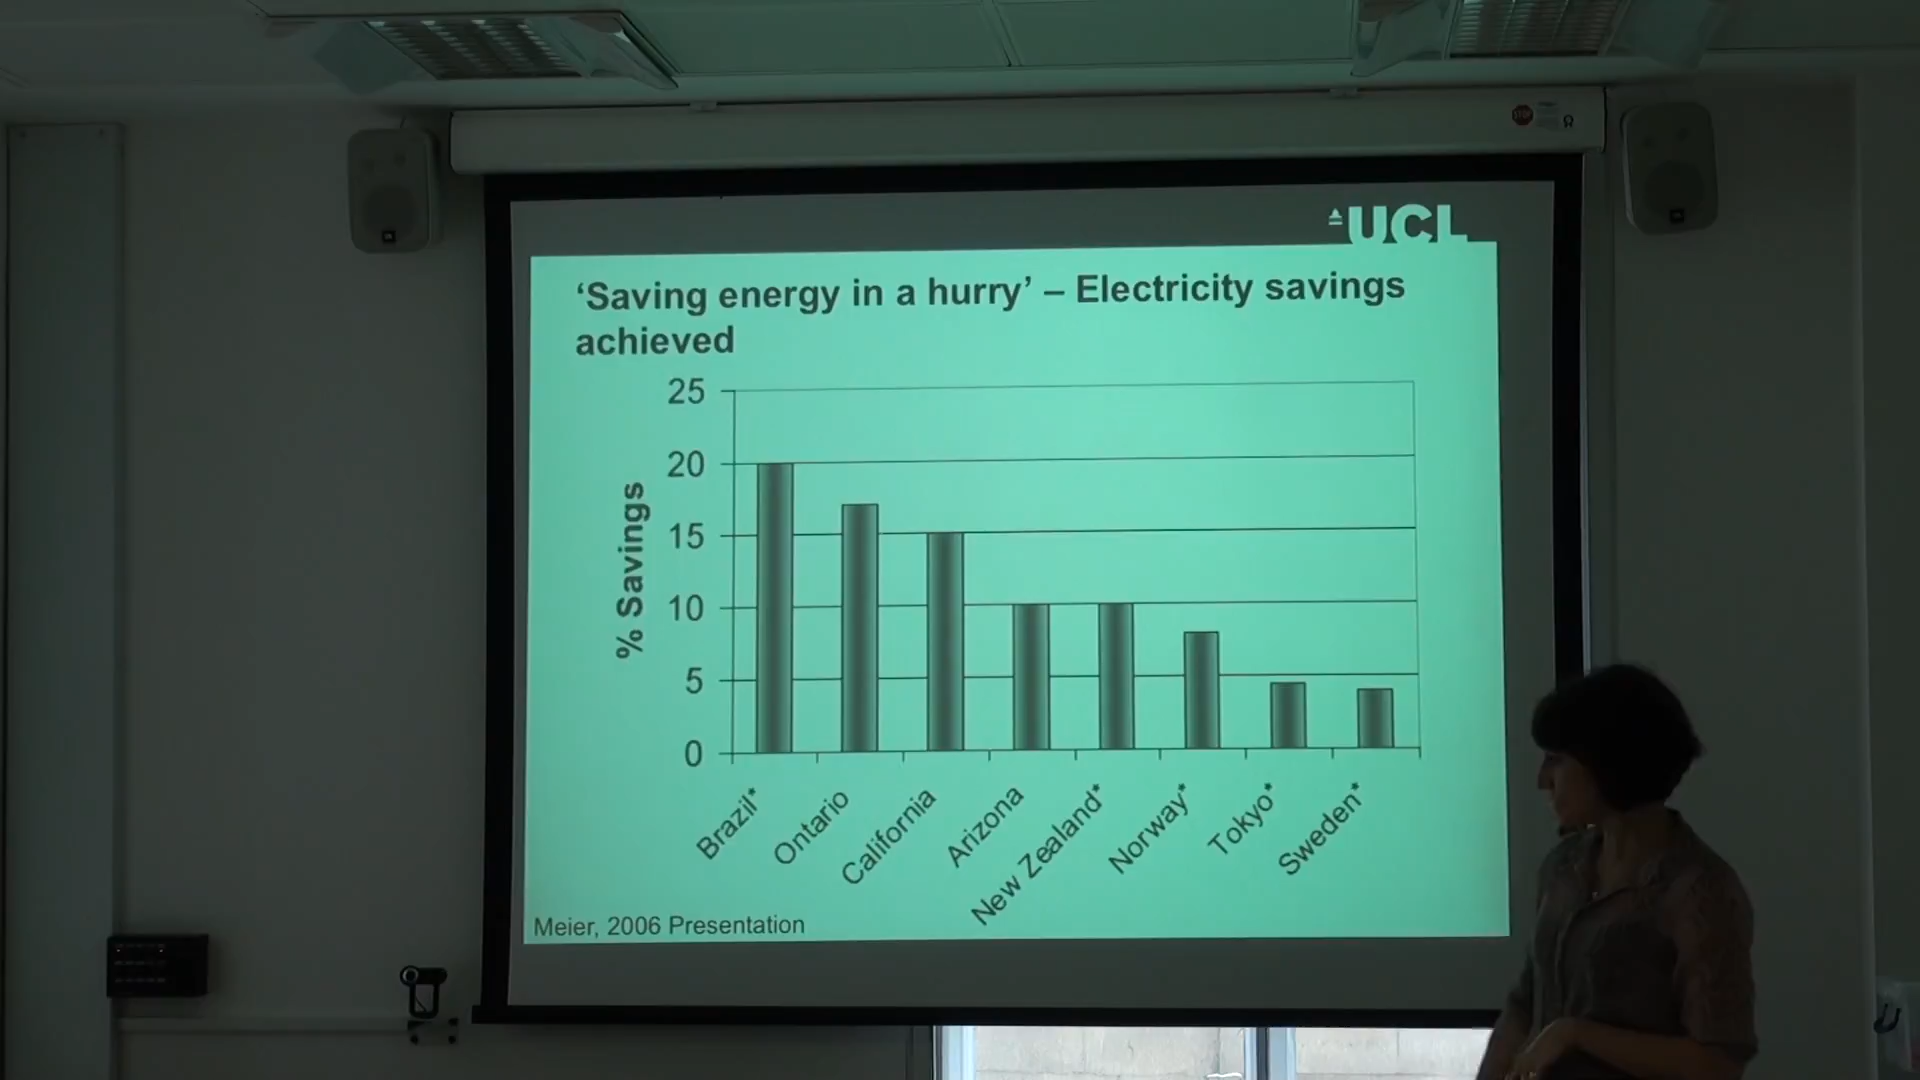 UCL
‘Saving energy in a hurry’ – Electricity savings
achieved
% Savings
25
20
15
10
5
0
Brazil*
Ontario
California
Arizona
New Zealand*
Norway*
Tokyo*
Sweden*
Meier, 2006 Presentation
STOP